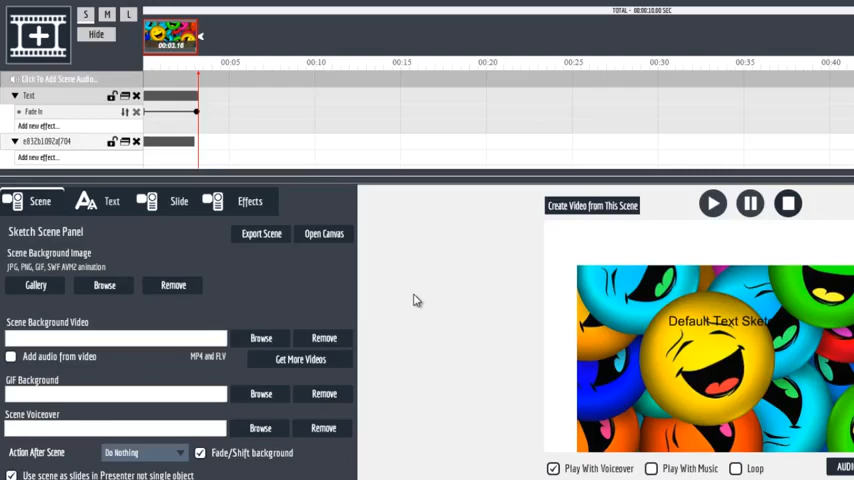 TOTAL - 00:00:10.00 SEC
S M L
Hide
00:03.16
00:05 00:10 00:15 00:20 00:25 00:30 00:35 00:40
Click To Add Scene Audio...
Text
Fade In
Add new effect...
Add new effect...
Scene Text Slide Effects
Create Video from This Scene
Sketch Scene Panel
Export Scene Open Canvas
Scene Background Image
JPG, PNG, GIF, SWF AVM2 animation
Gallery Browse Remove
Default Text
Scene Background Video
Browse Remove
Add audio from video MP4 and FLV Get More Videos
GIF Background
Browse Remove
Scene Voiceover
Browse Remove
Action After Scene Do Nothing Fade/Shift background
Play With Voiceover Play With Music Loop
Use scene as slides in Presenter not single object